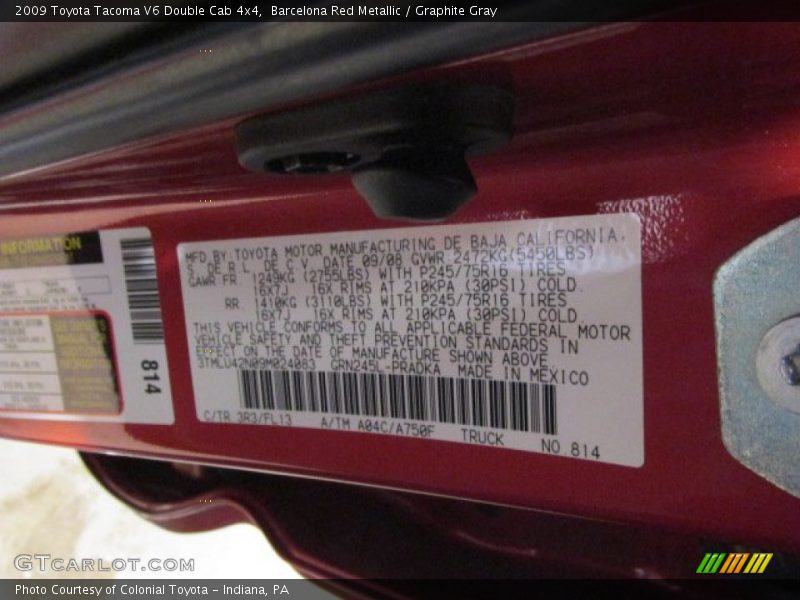 2009 Toyota Tacoma V6 Double Cab 4x4,  Barcelona Red Metallic / Graphite Gray
INFORMATION
814
MFD.BY:TOYOTA MOTOR MANUFACTURING DE BAJA CALIFORNIA,
S. DE R.L. DE C.V. DATE 09/08 GVWR 2472KG(5450LBS)
GAWR FR 1249KG (2755LBS) WITH P245/75R16 TIRES
16X7J  16X RIMS AT 210KPA (30PSI) COLD.
RR 1410KG (3110LBS) WITH P245/75R16 TIRES
16X7J  16X RIMS AT 210KPA (30PSI) COLD
THIS VEHICLE CONFORMS TO ALL APPLICABLE FEDERAL MOTOR
VEHICLE SAFETY AND THEFT PREVENTION STANDARDS IN
EFFECT ON THE DATE OF MANUFACTURE SHOWN ABOVE
3TMLU42N09M024083  GRN245L-PRADKA  MADE IN MEXICO
C/TR 3R3/FL13  A/TM A04C/A750F  TRUCK  NO.814
GTCARLOT.COM
Photo Courtesy of Colonial Toyota - Indiana, PA